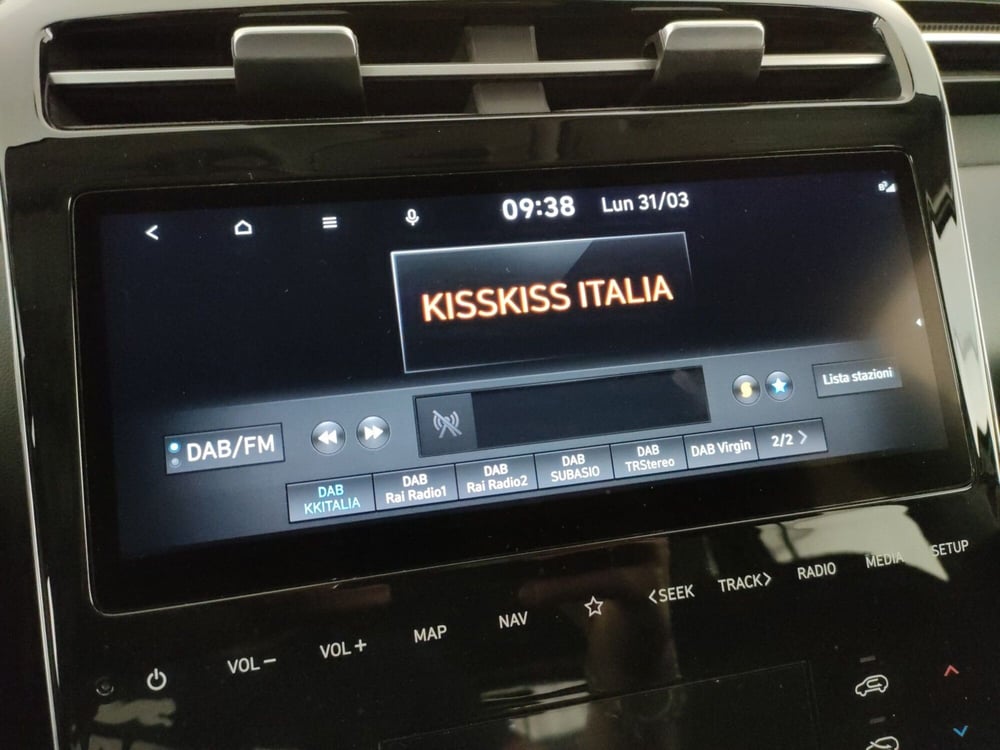 09:38 Lun 31/03
KISSKISS ITALIA
Lista stazioni
DAB/FM
DAB
KKITALIA
DAB
Rai Radio1
DAB
Rai Radio2
DAB
SUBASIO
DAB
TRStereo
DAB Virgin
2/2 >
VOL−
VOL+
MAP
NAV
<SEEK
TRACK>
RADIO
MEDIA
SETUP